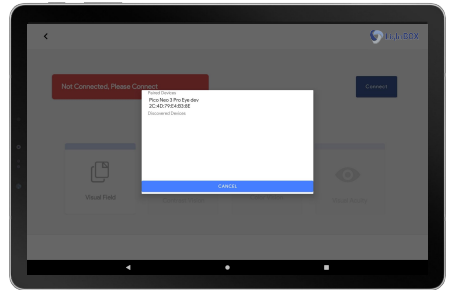 Not Connected, Please Connect
Connect
Paired Devices
Pico Neo 3 Pro Eye-dev
2C:4D:79:E4:B3:8E
Discovered Devices
CANCEL
Visual Field